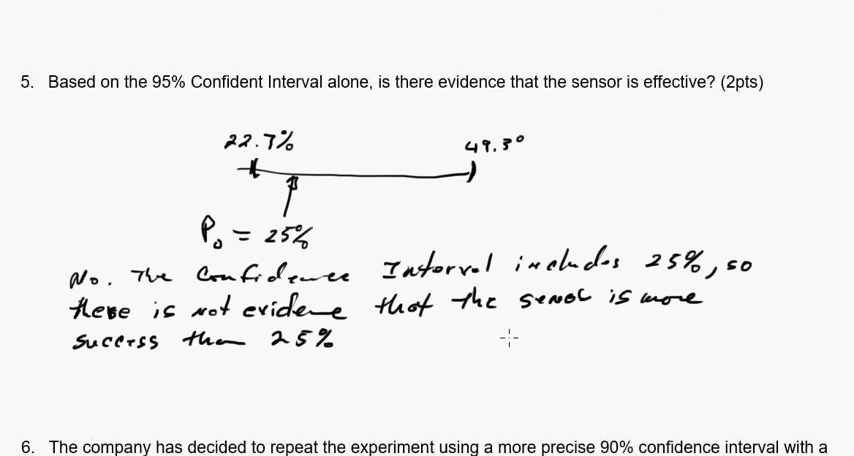 5. Based on the 95% Confident Interval alone, is there evidence that the sensor is effective? (2pts)
22.7% 49.3%
P₀ = 25%
No. The Confidence Interval includes 25%, so
there is not evidence that the sensor is more
success than 25%
6. The company has decided to repeat the experiment using a more precise 90% confidence interval with a